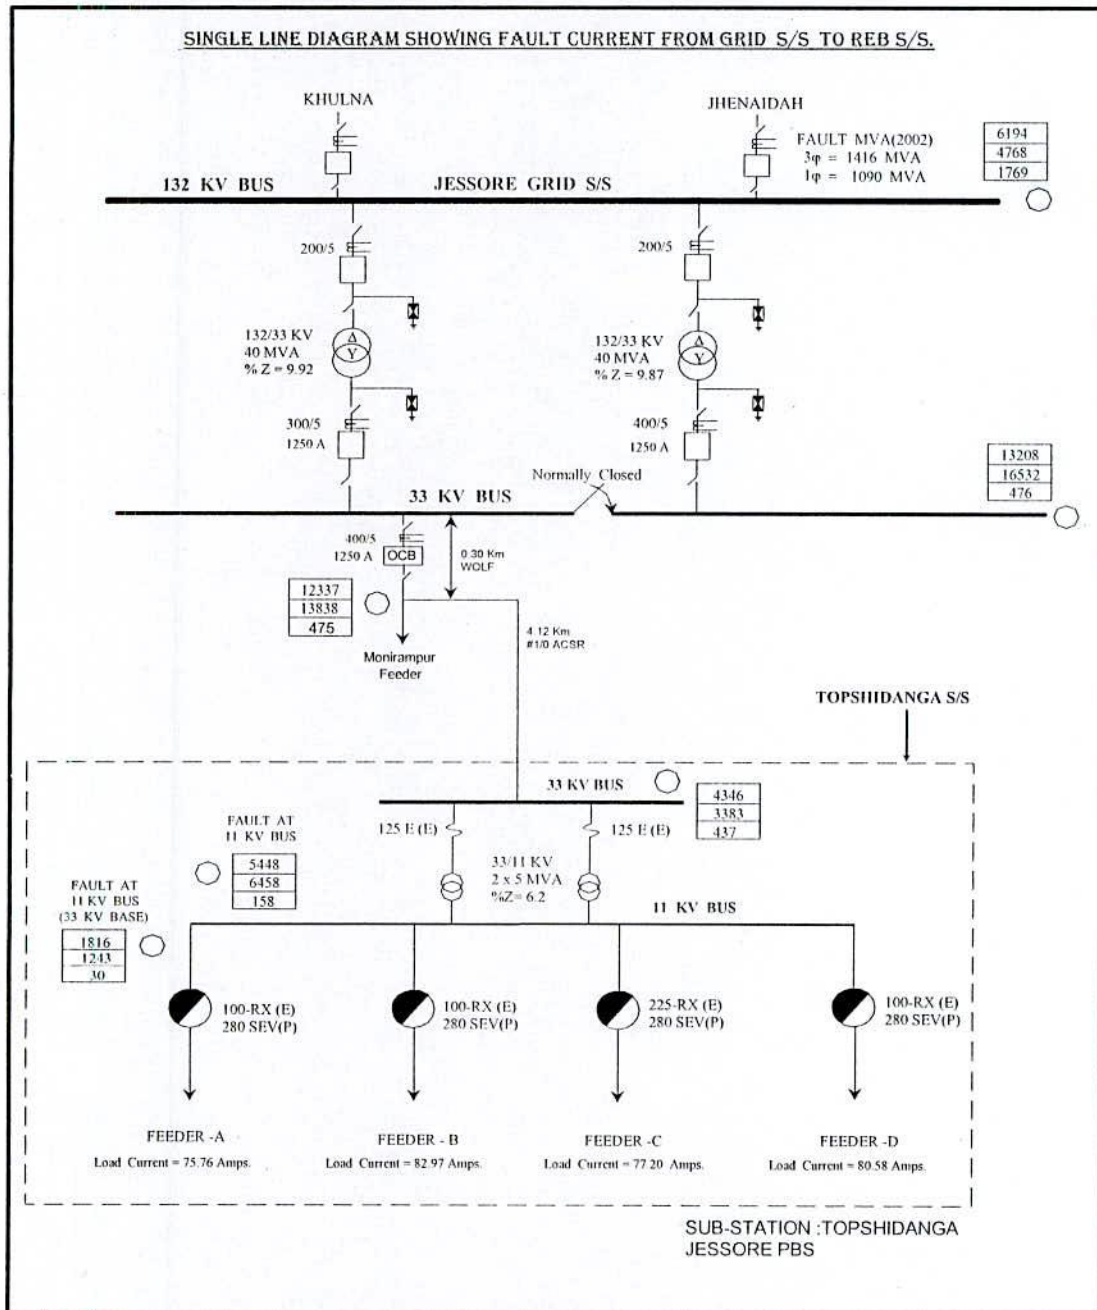 SINGLE LINE DIAGRAM SHOWING FAULT CURRENT FROM GRID S/S TO REB S/S.
KHULNA
JHENAIDAH
FAULT MVA(2002)
3φ = 1416 MVA
1φ = 1090 MVA
6194
4768
1769
132 KV BUS
JESSORE GRID S/S
200/5
200/5
132/33 KV
40 MVA
% Z = 9.92
Δ
Y
132/33 KV
40 MVA
% Z = 9.87
Δ
Y
300/5
1250 A
400/5
1250 A
Normally Closed
13208
16532
476
33 KV BUS
400/5
1250 A
OCB
0.30 Km
WOLF
12337
13838
475
4.12 Km
#1/0 ACSR
Monirampur
Feeder
TOPSHIDANGA S/S
33 KV BUS
4346
3383
437
125 E (E)
125 E (E)
FAULT AT
11 KV BUS
5448
6458
158
33/11 KV
2 x 5 MVA
%Z= 6.2
FAULT AT
11 KV BUS
(33 KV BASE)
1816
1243
30
11 KV BUS
100-RX (E)
280 SEV(P)
100-RX (E)
280 SEV(P)
225-RX (E)
280 SEV(P)
100-RX (E)
280 SEV(P)
FEEDER -A
Load Current = 75.76 Amps.
FEEDER - B
Load Current = 82.97 Amps.
FEEDER -C
Load Current = 77.20 Amps.
FEEDER -D
Load Current = 80.58 Amps.
SUB-STATION :TOPSHIDANGA
JESSORE PBS